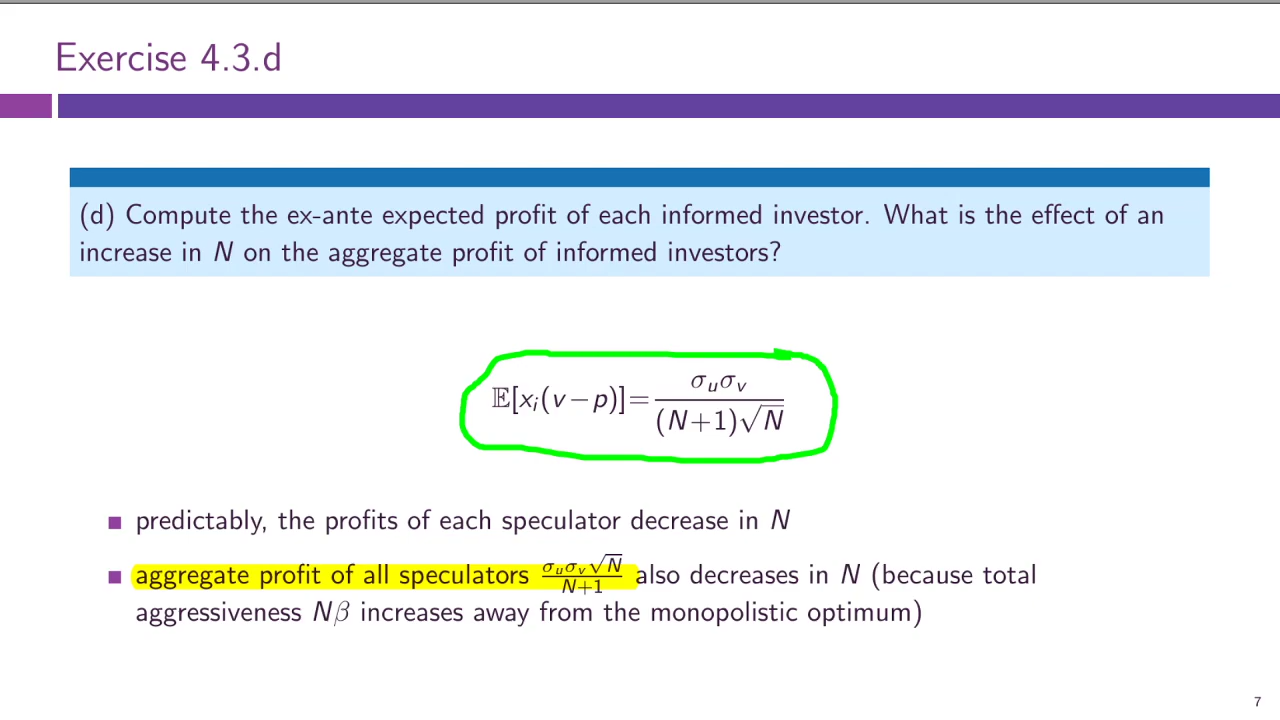 Exercise 4.3.d
(d) Compute the ex-ante expected profit of each informed investor. What is the effect of an
increase in N on the aggregate profit of informed investors?
𝔼[xᵢ(v−p)]= σᵤσᵥ / (N+1)√N
■ predictably, the profits of each speculator decrease in N
■ aggregate profit of all speculators σᵤσᵥ√N / N+1 also decreases in N (because total
aggressiveness Nβ increases away from the monopolistic optimum)
7